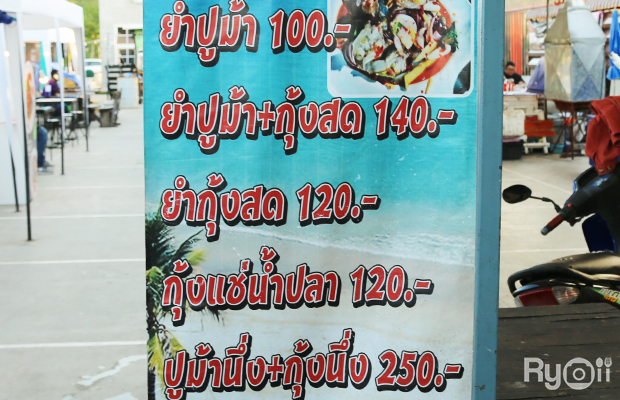 ยำปูม้า 100.-
ยำปูม้า+กุ้งสด 140.-
ยำกุ้งสด 120.-
กุ้งแช่น้ำปลา 120.-
ปูม้านึ่ง+กุ้งนึ่ง 250.-
Ryoii